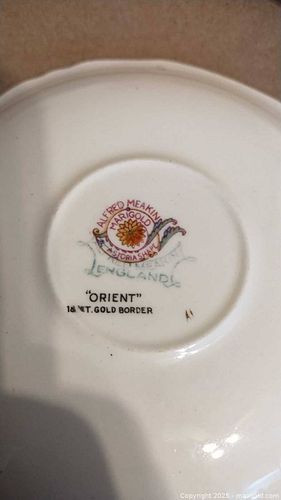 ALFRED MEAKIN
MARIGOLD
ASTORIA SHAPE
ENGLAND
"ORIENT"
18 KT. GOLD BORDER
Copyright 2025 - maxsold.com